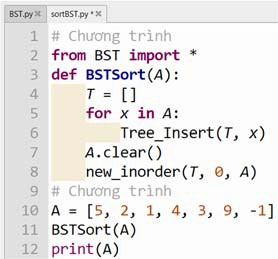 BST.py sortBST.py *
1 # Chương trình
2 from BST import *
3 def BSTSort(A):
4 T = []
5 for x in A:
6 Tree_Insert(T, x)
7 A.clear()
8 new_inorder(T, 0, A)
9 # Chương trình
10 A = [5, 2, 1, 4, 3, 9, -1]
11 BSTSort(A)
12 print(A)